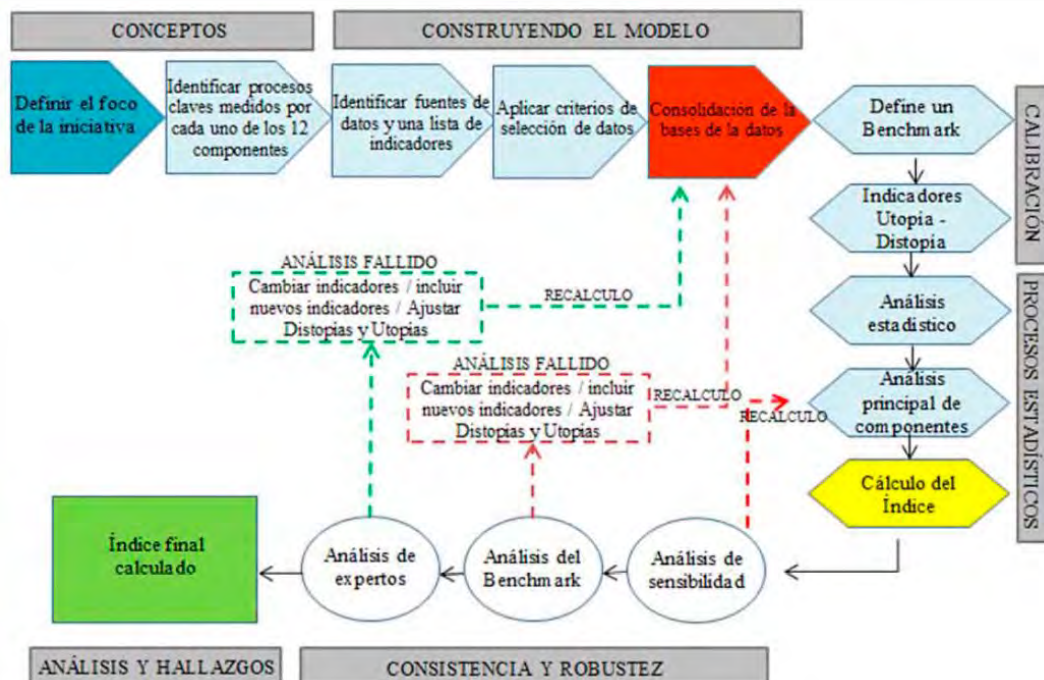 CONCEPTOS
CONSTRUYENDO EL MODELO
Definir el foco
de la iniciativa
Identificar procesos
claves medidos por
cada uno de los 12
componentes
Identificar fuentes de
datos y una lista de
indicadores
Aplicar criterios de
selección de datos
Consolidación de la
bases de la datos
Define un
Benchmark
CALIBRACIÓN
Indicadores
Utopia -
Distopia
ANÁLISIS FALLIDO
Cambiar indicadores / incluir
nuevos indicadores / Ajustar
Distopias y Utopias
RECALCULO
Análisis
estadístico
PROCESOS ESTADÍSTICOS
ANÁLISIS FALLIDO
Cambiar indicadores / incluir
nuevos indicadores / Ajustar
Distopias y Utopias
RECALCULO
RECALCULO
Análisis
principal de
componentes
Cálculo del
Índice
Índice final
calculado
Análisis de
expertos
Análisis del
Benchmark
Análisis de
sensibilidad
ANÁLISIS Y HALLAZGOS
CONSISTENCIA Y ROBUSTEZ